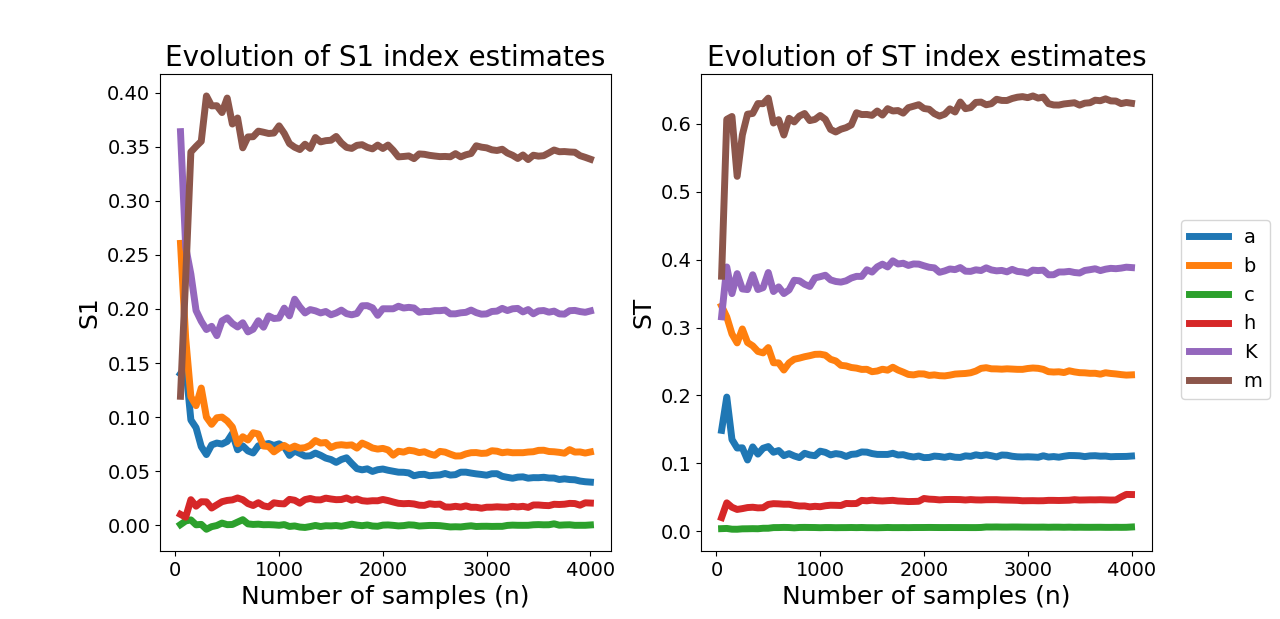 Evolution of S1 index estimates
S1
0.40
0.35
0.30
0.25
0.20
0.15
0.10
0.05
0.00
0 1000 2000 3000 4000
Number of samples (n)
Evolution of ST index estimates
ST
0.6
0.5
0.4
0.3
0.2
0.1
0.0
0 1000 2000 3000 4000
Number of samples (n)
a
b
c
h
K
m